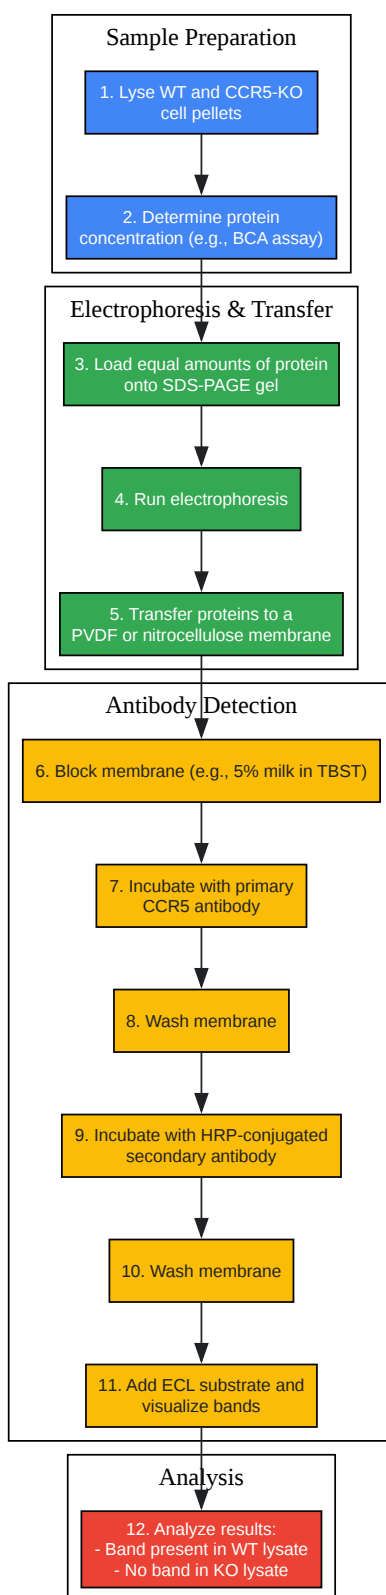 Sample Preparation
1. Lyse WT and CCR5-KO
cell pellets
2. Determine protein
concentration (e.g., BCA assay)
Electrophoresis & Transfer
3. Load equal amounts of protein
onto SDS-PAGE gel
4. Run electrophoresis
5. Transfer proteins to a
PVDF or nitrocellulose membrane
Antibody Detection
6. Block membrane (e.g., 5% milk in TBST)
7. Incubate with primary
CCR5 antibody
8. Wash membrane
9. Incubate with HRP-conjugated
secondary antibody
10. Wash membrane
11. Add ECL substrate and
visualize bands
Analysis
12. Analyze results:
- Band present in WT lysate
- No band in KO lysate